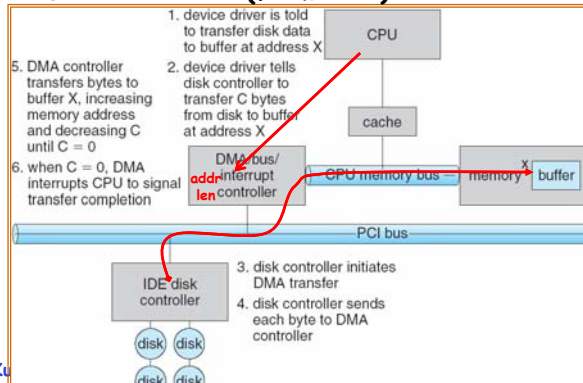 1. device driver is told
to transfer disk data
to buffer at address X
CPU
5. DMA controller
transfers bytes to
buffer X, increasing
memory address
and decreasing C
until C = 0
2. device driver tells
disk controller to
transfer C bytes
from disk to buffer
at address X
cache
6. when C = 0, DMA
interrupts CPU to signal
transfer completion
DMA/bus/
interrupt
controller
addr
len
CPU memory bus
memory
x
buffer
PCI bus
IDE disk
controller
3. disk controller initiates
DMA transfer
4. disk controller sends
each byte to DMA
controller
disk
disk
disk
disk